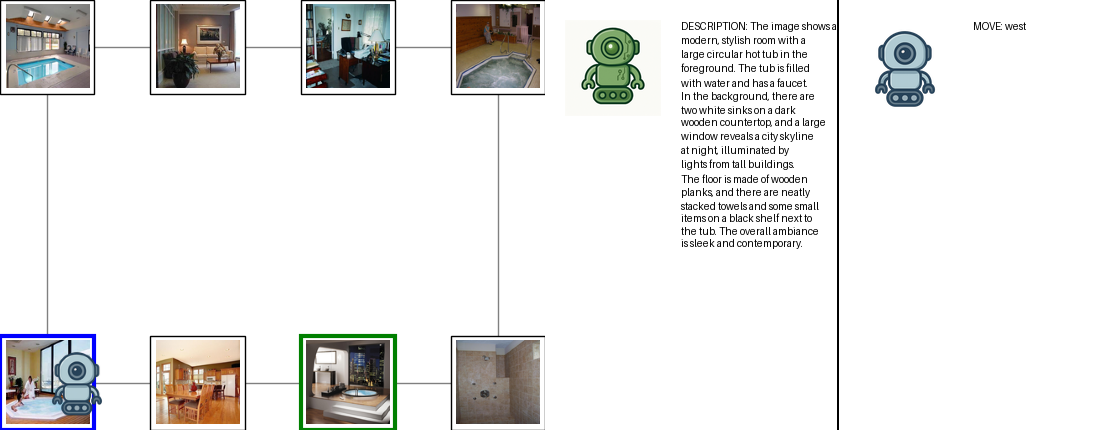 DESCRIPTION: The image shows a
modern, stylish room with a
large circular hot tub in the
foreground. The tub is filled
with water and has a faucet.
In the background, there are
two white sinks on a dark
wooden countertop, and a large
window reveals a city skyline
at night, illuminated by
lights from tall buildings.
The floor is made of wooden
planks, and there are neatly
stacked towels and some small
items on a black shelf next to
the tub. The overall ambiance
is sleek and contemporary.
MOVE: west